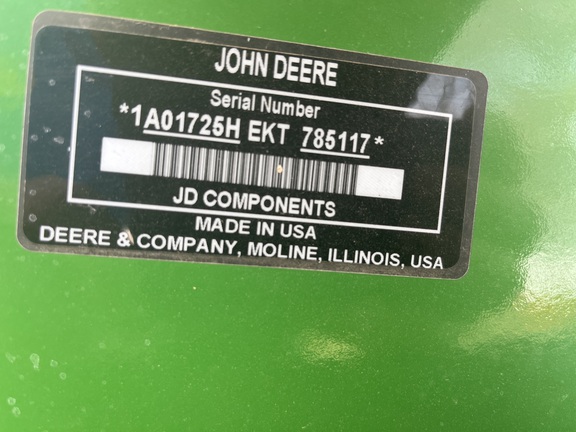 JOHN DEERE
Serial Number
*1A01725H EKT 785117*
JD COMPONENTS
MADE IN USA
DEERE & COMPANY, MOLINE, ILLINOIS, USA